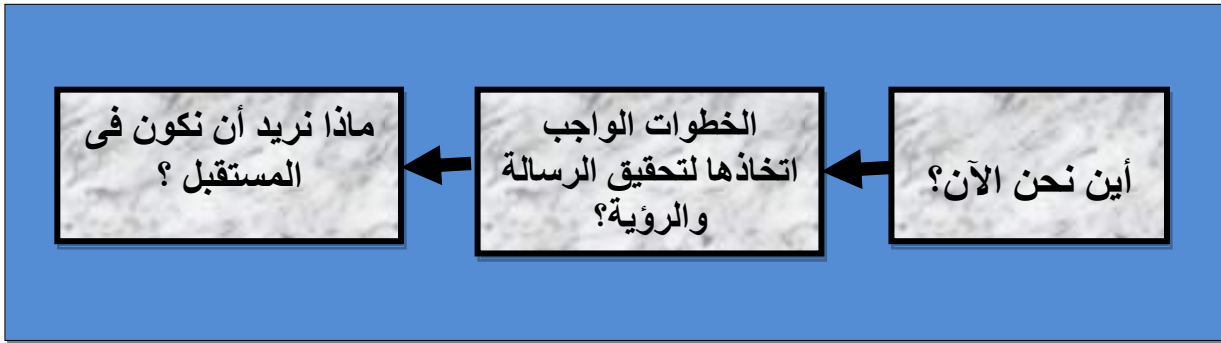 أين نحن الآن؟
الخطوات الواجب
اتخاذها لتحقيق الرسالة
والرؤية؟
ماذا نريد أن نكون فى
المستقبل ؟